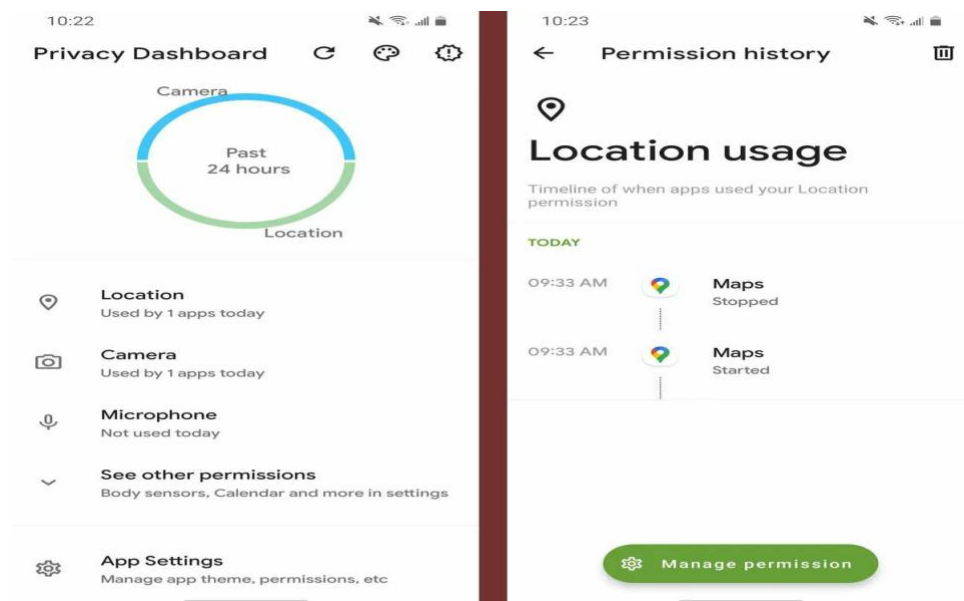 10:22
Privacy Dashboard
Camera
Past
24 hours
Location
Location
Used by 1 apps today
Camera
Used by 1 apps today
Microphone
Not used today
See other permissions
Body sensors, Calendar and more in settings
App Settings
Manage app theme, permissions, etc
10:23
Permission history
Location usage
Timeline of when apps used your Location
permission
TODAY
09:33 AM Maps
Stopped
09:33 AM Maps
Started
Manage permission